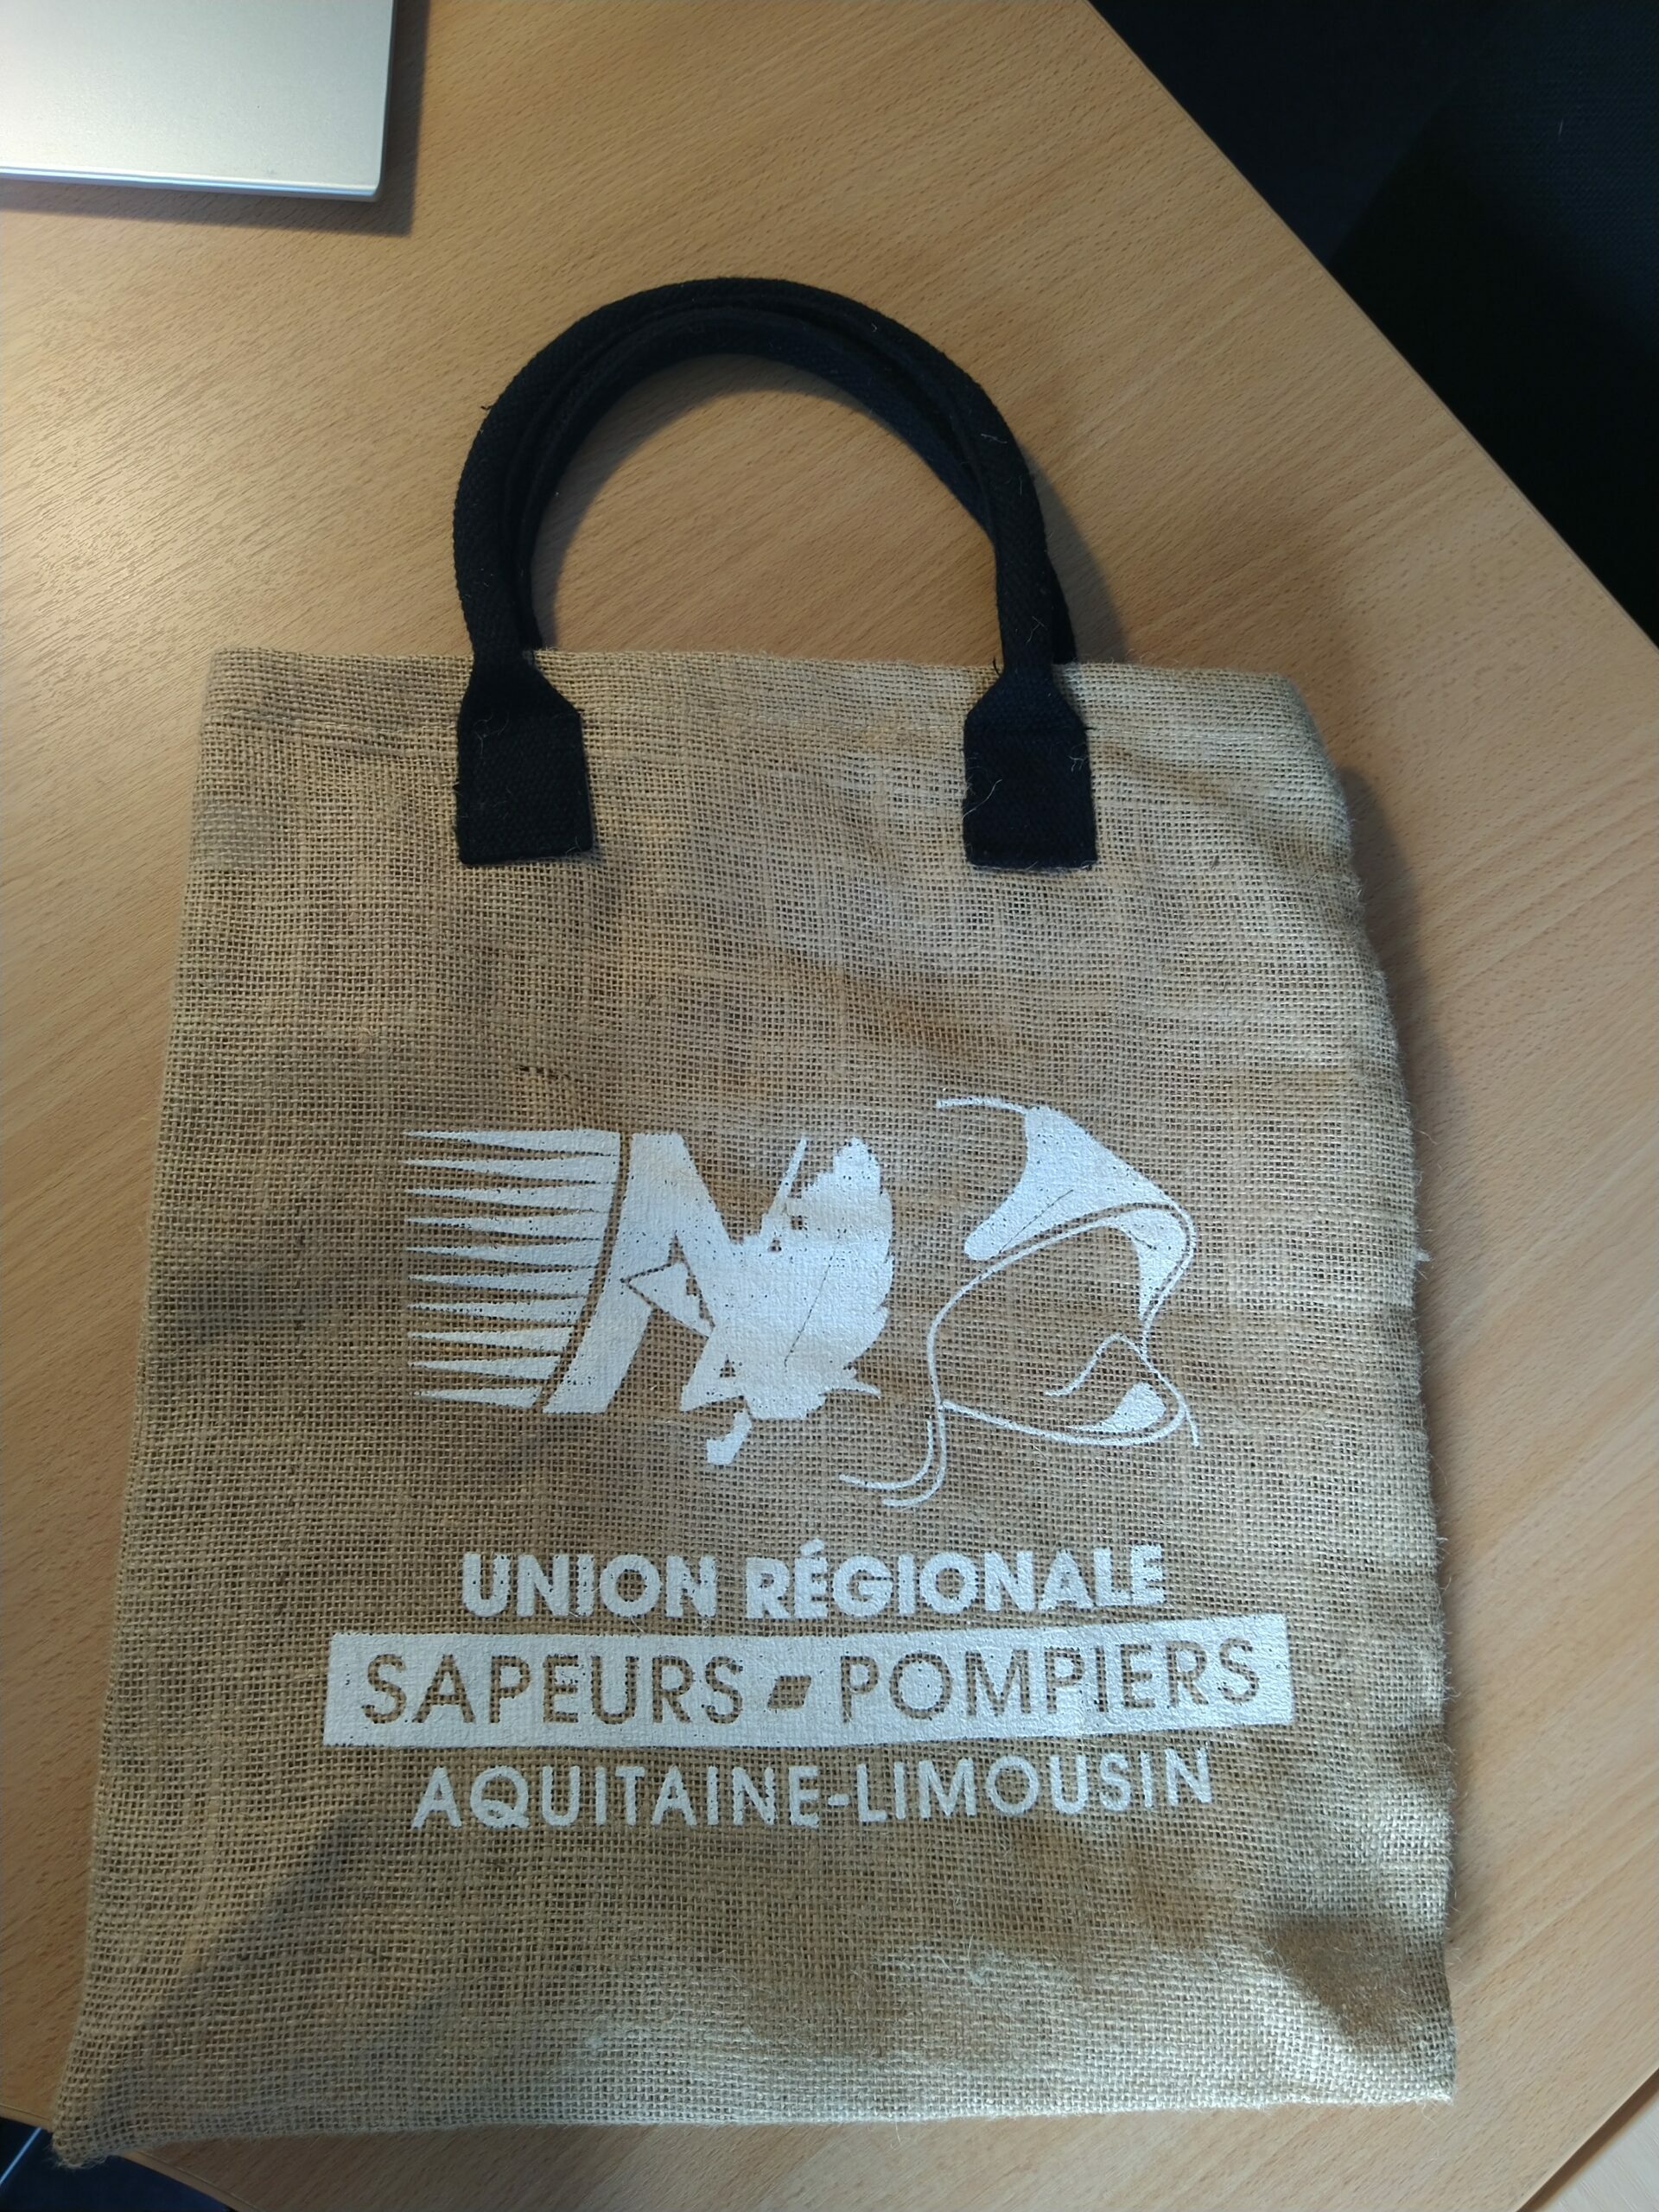 UNION RÉGIONALE
SAPEURS - POMPIERS
AQUITAINE-LIMOUSIN